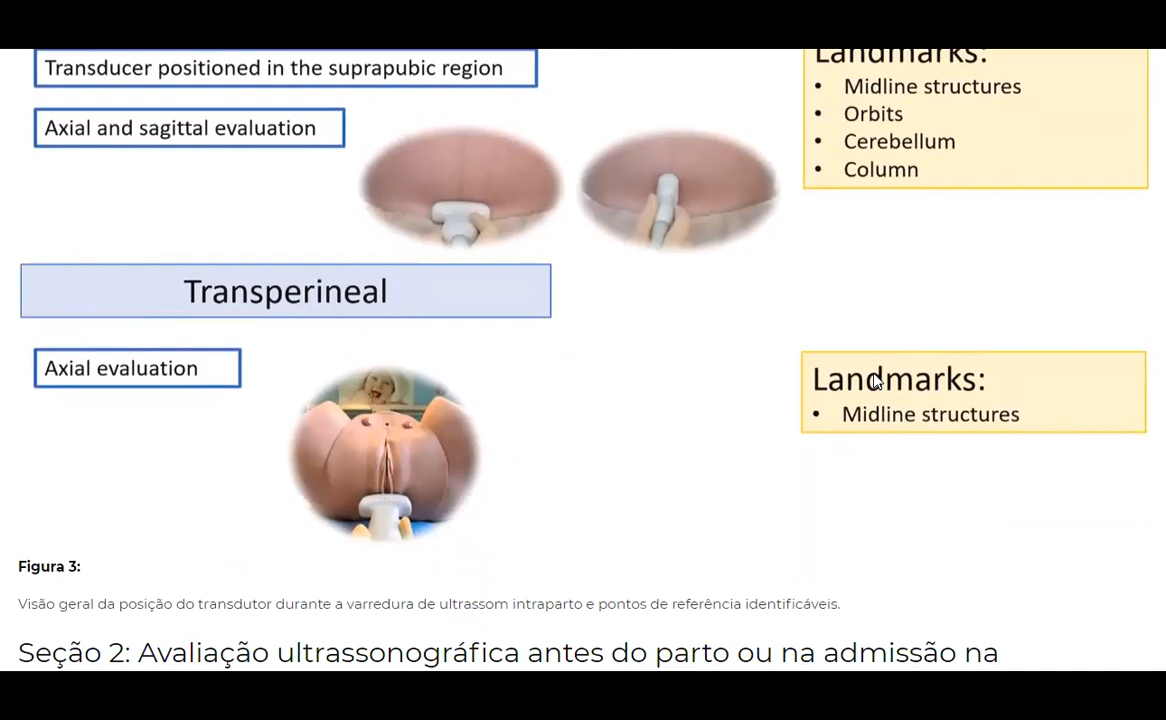 Transducer positioned in the suprapubic region
Axial and sagittal evaluation
Landmarks:
• Midline structures
• Orbits
• Cerebellum
• Column
Transperineal
Axial evaluation
Landmarks:
• Midline structures
Figura 3:
Visão geral da posição do transdutor durante a varredura de ultrassom intraparto e pontos de referência identificáveis.
Seção 2: Avaliação ultrassonográfica antes do parto ou na admissão na